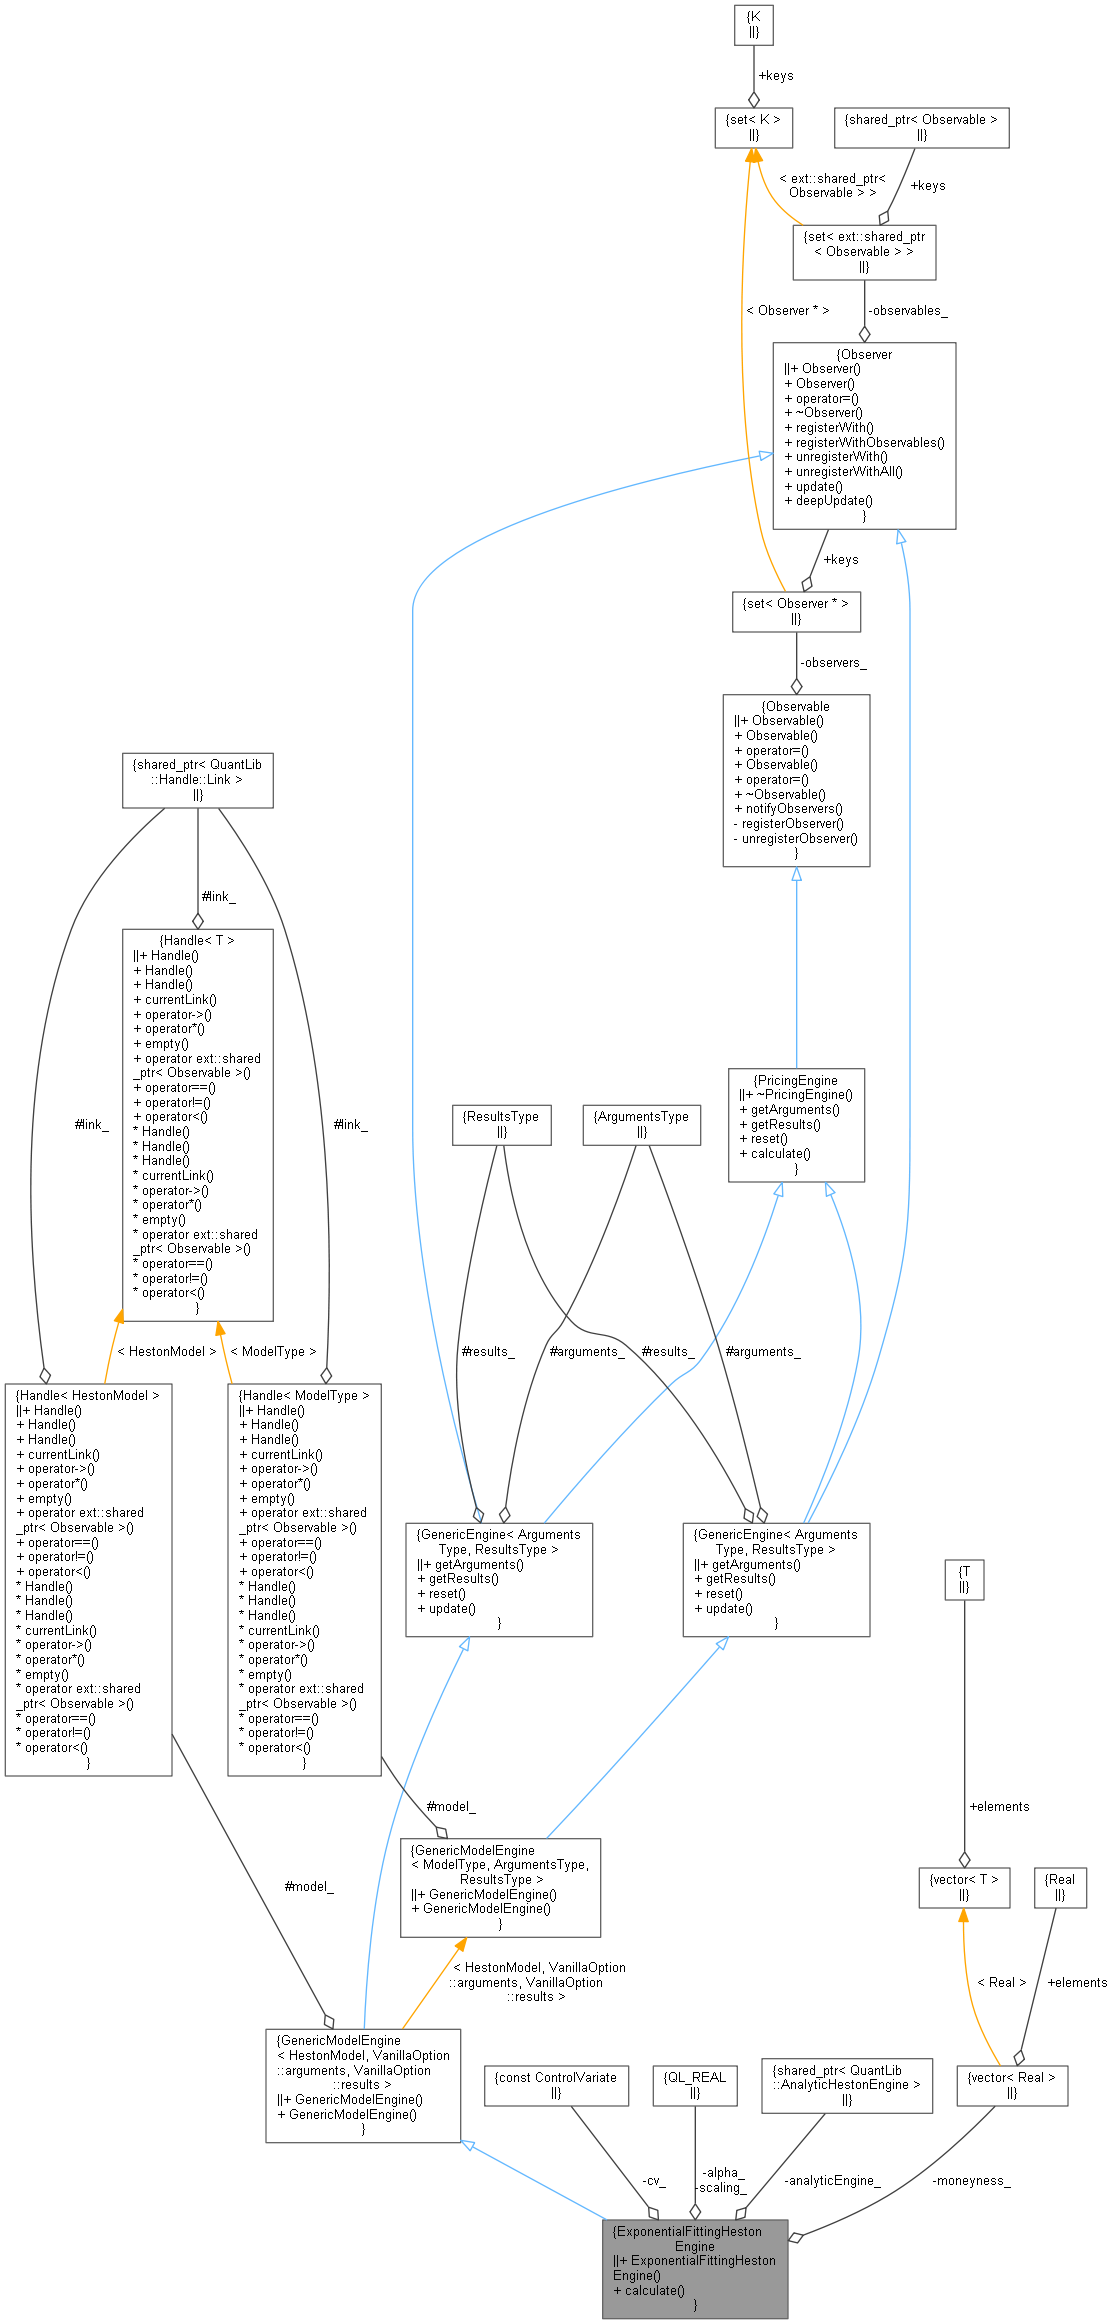 {K
||}
+keys
{set< K >
||}
{shared_ptr< Observable >
||}
< ext::shared_ptr<
Observable > >
+keys
{set< ext::shared_ptr
< Observable > >
||}
< Observer * >
-observables_
{Observer
||+ Observer()
+ Observer()
+ operator=()
+ ~Observer()
+ registerWith()
+ registerWithObservables()
+ unregisterWith()
+ unregisterWithAll()
+ update()
+ deepUpdate()
}
+keys
{set< Observer * >
||}
-observers_
{Observable
||+ Observable()
+ Observable()
+ operator=()
+ Observable()
+ operator=()
+ ~Observable()
+ notifyObservers()
- registerObserver()
- unregisterObserver()
}
{shared_ptr< QuantLib
::Handle::Link >
||}
#link_
{Handle< T >
||+ Handle()
+ Handle()
+ Handle()
+ currentLink()
+ operator->()
+ operator*()
+ empty()
+ operator ext::shared
_ptr< Observable >()
+ operator==()
+ operator!=()
+ operator<()
* Handle()
* Handle()
* Handle()
* currentLink()
* operator->()
* operator*()
* empty()
* operator ext::shared
_ptr< Observable >()
* operator==()
* operator!=()
* operator<()
}
#link_
#link_
{PricingEngine
||+ ~PricingEngine()
+ getArguments()
+ getResults()
+ reset()
+ calculate()
}
{ResultsType
||}
{ArgumentsType
||}
< HestonModel >
< ModelType >
#results_
#arguments_
#results_
#arguments_
{Handle< HestonModel >
||+ Handle()
+ Handle()
+ Handle()
+ currentLink()
+ operator->()
+ operator*()
+ empty()
+ operator ext::shared
_ptr< Observable >()
+ operator==()
+ operator!=()
+ operator<()
* Handle()
* Handle()
* Handle()
* currentLink()
* operator->()
* operator*()
* empty()
* operator ext::shared
_ptr< Observable >()
* operator==()
* operator!=()
* operator<()
}
{Handle< ModelType >
||+ Handle()
+ Handle()
+ Handle()
+ currentLink()
+ operator->()
+ operator*()
+ empty()
+ operator ext::shared
_ptr< Observable >()
+ operator==()
+ operator!=()
+ operator<()
* Handle()
* Handle()
* Handle()
* currentLink()
* operator->()
* operator*()
* empty()
* operator ext::shared
_ptr< Observable >()
* operator==()
* operator!=()
* operator<()
}
{GenericEngine< Arguments
Type, ResultsType >
||+ getArguments()
+ getResults()
+ reset()
+ update()
}
{GenericEngine< Arguments
Type, ResultsType >
||+ getArguments()
+ getResults()
+ reset()
+ update()
}
{T
||}
#model_
+elements
{GenericModelEngine
< ModelType, ArgumentsType,
ResultsType >
||+ GenericModelEngine()
+ GenericModelEngine()
}
#model_
{vector< T >
||}
{Real
||}
< HestonModel, VanillaOption
::arguments, VanillaOption
::results >
< Real >
+elements
{GenericModelEngine
< HestonModel, VanillaOption
::arguments, VanillaOption
::results >
||+ GenericModelEngine()
+ GenericModelEngine()
}
{const ControlVariate
||}
{QL_REAL
||}
{shared_ptr< QuantLib
::AnalyticHestonEngine >
||}
{vector< Real >
||}
-cv_
-alpha_
-scaling_
-analyticEngine_
-moneyness_
{ExponentialFittingHeston
Engine
||+ ExponentialFittingHeston
Engine()
+ calculate()
}